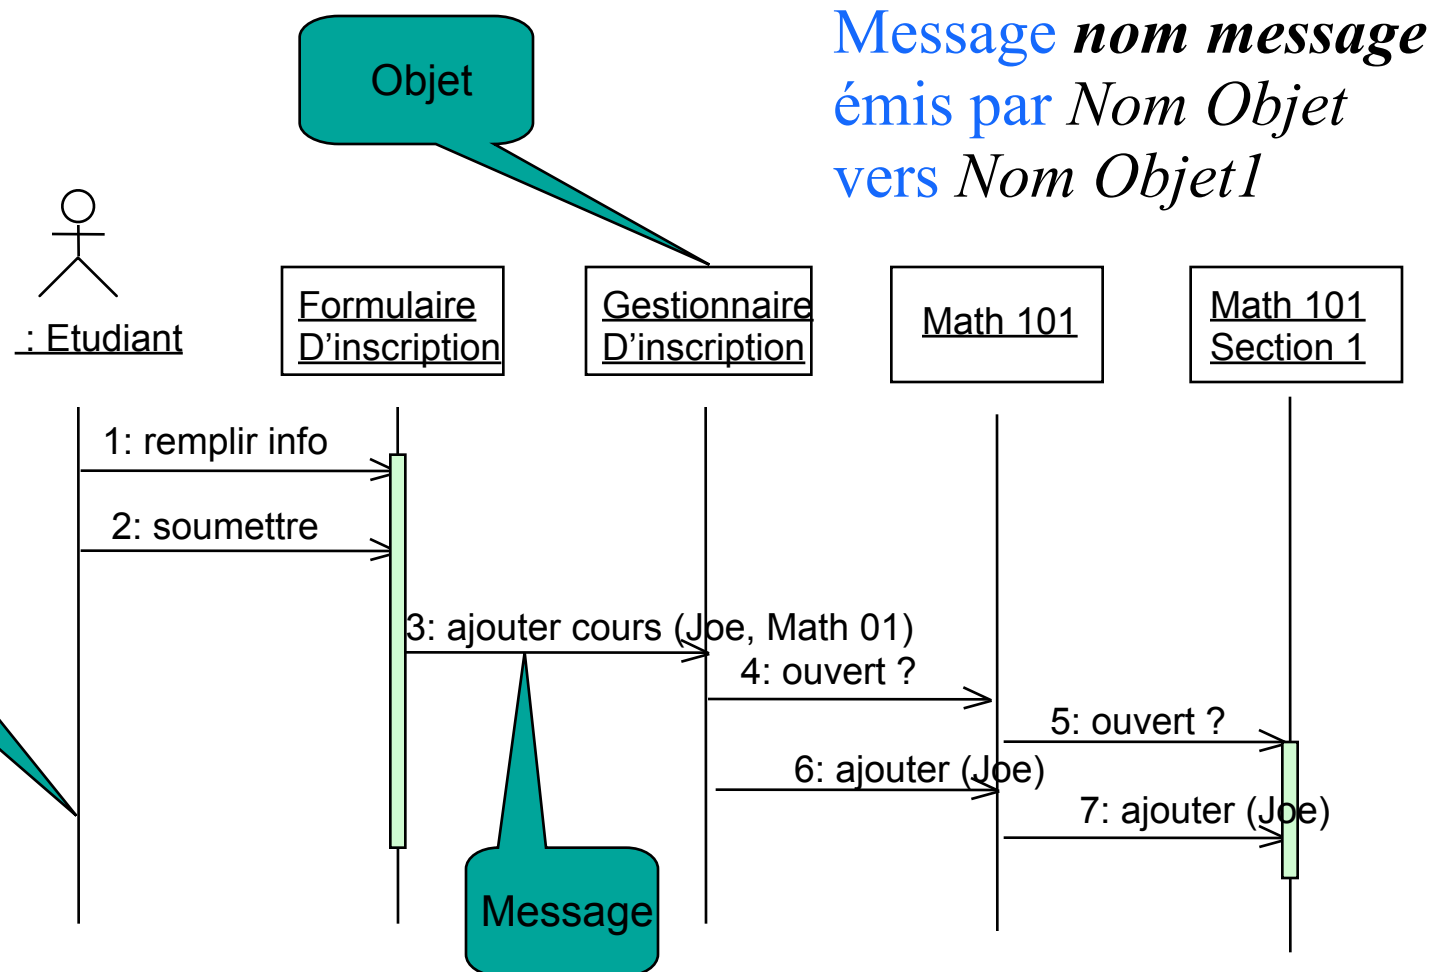 Objet
Message nom message
émis par Nom Objet
vers Nom Objet1
: Etudiant
Formulaire
D’inscription
Gestionnaire
D’inscription
Math 101
Math 101
Section 1
1: remplir info
2: soumettre
3: ajouter cours (Joe, Math 01)
4: ouvert ?
5: ouvert ?
6: ajouter (Joe)
7: ajouter (Joe)
Message